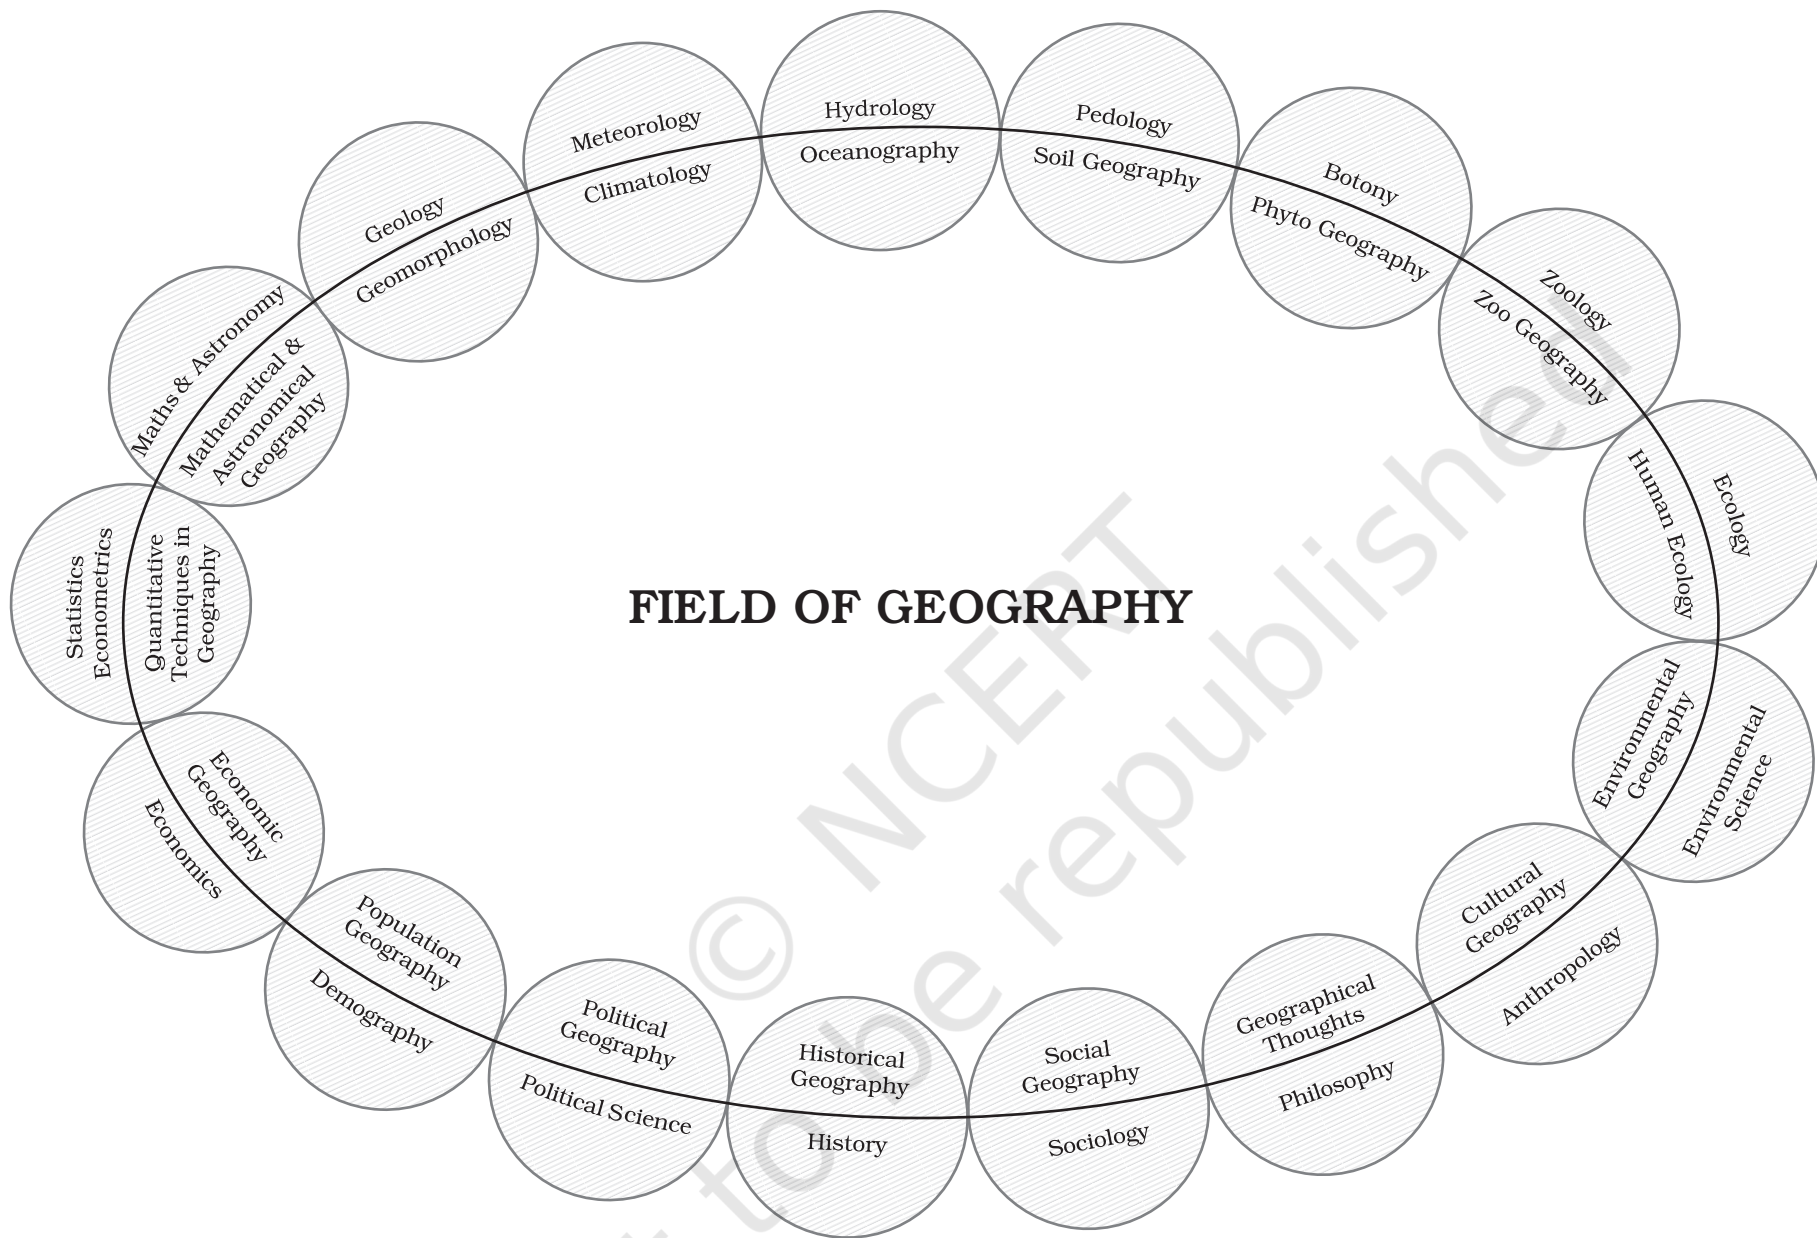 Hydrology
Oceanography
Pedology
Soil Geography
Botony
Phyto Geography
Zoology
Zoo Geography
Ecology
Human Ecology
Environmental
Geography
Environmental
Science
Cultural
Geography
Anthropology
Geographical
Thoughts
Philosophy
Social
Geography
Sociology
Historical
Geography
History
Political
Geography
Political Science
Population
Geography
Demography
Economic
Geography
Economics
Statistics
Econometrics
Quantitative
Techniques in
Geography
Maths & Astronomy
Mathematical &
Astronomical
Geography
Geology
Geomorphology
Meteorology
Climatology
FIELD OF GEOGRAPHY
© NCERT
to be republished